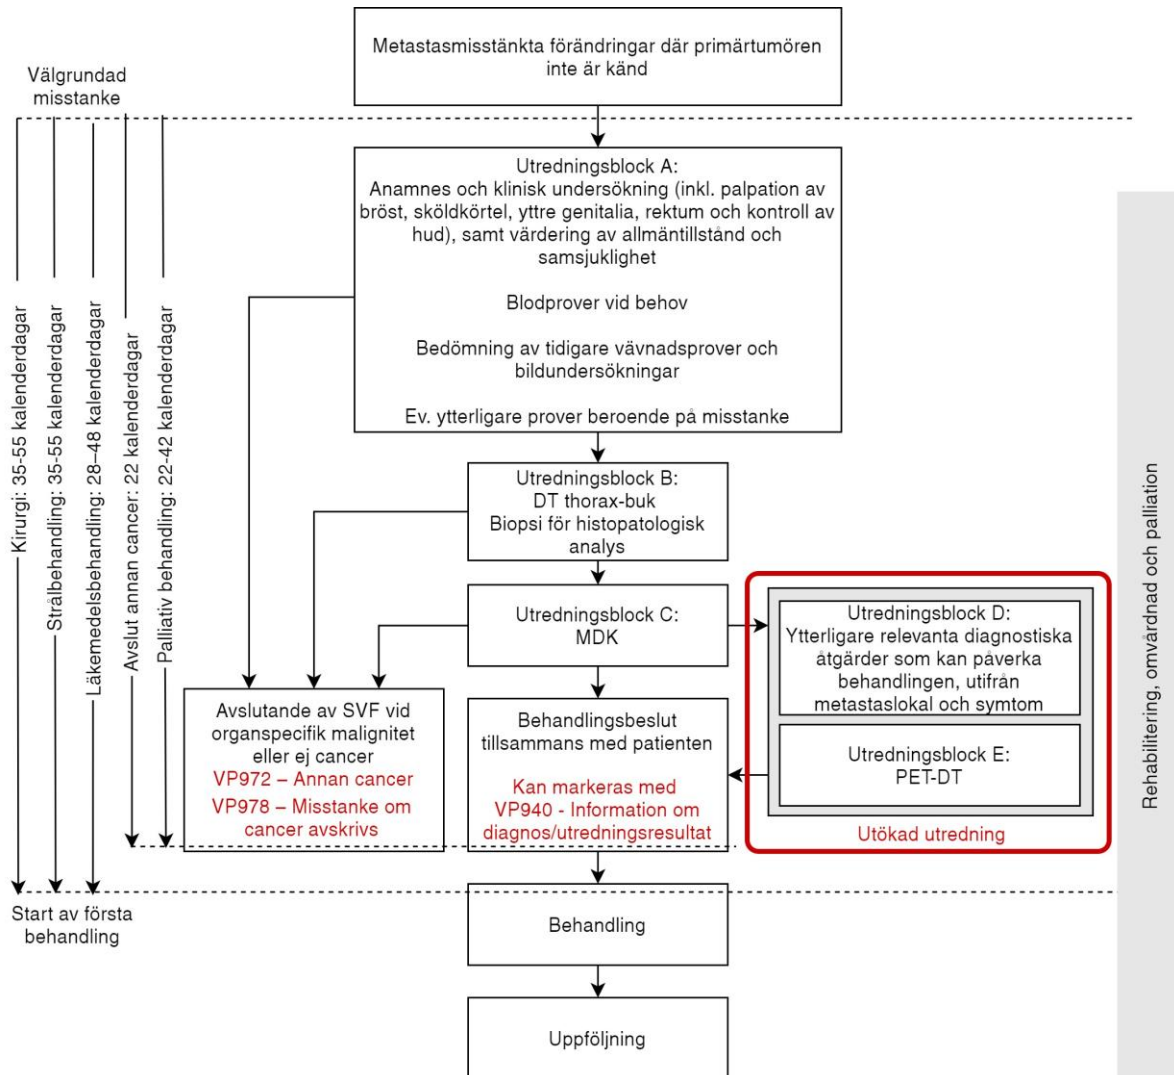 Metastasmisstänkta förändringar där primärtumören
inte är känd
Välgrundad
misstanke
Kirurgi: 35-55 kalenderdagar
Strålbehandling: 35-55 kalenderdagar
Läkemedelsbehandling: 28–48 kalenderdagar
Avslut annan cancer: 22 kalenderdagar
Palliativ behandling: 22-42 kalenderdagar
Utredningsblock A:
Anamnes och klinisk undersökning (inkl. palpation av
bröst, sköldkörtel, yttre genitalia, rektum och kontroll av
hud), samt värdering av allmäntillstånd och
samsjuklighet
Blodprover vid behov
Bedömning av tidigare vävnadsprover och
bildundersökningar
Ev. ytterligare prover beroende på misstanke
Utredningsblock B:
DT thorax-buk
Biopsi för histopatologisk
analys
Utredningsblock C:
MDK
Utredningsblock D:
Ytterligare relevanta diagnostiska
åtgärder som kan påverka
behandlingen, utifrån
metastaslokal och symtom
Utredningsblock E:
PET-DT
Utökad utredning
Avslutande av SVF vid
organspecifik malignitet
eller ej cancer
VP972 – Annan cancer
VP978 – Misstanke om
cancer avskrivs
Behandlingsbeslut
tillsammans med patienten
Kan markeras med
VP940 - Information om
diagnos/utredningsresultat
Start av första
behandling
Behandling
Uppföljning
Rehabilitering, omvårdnad och palliation